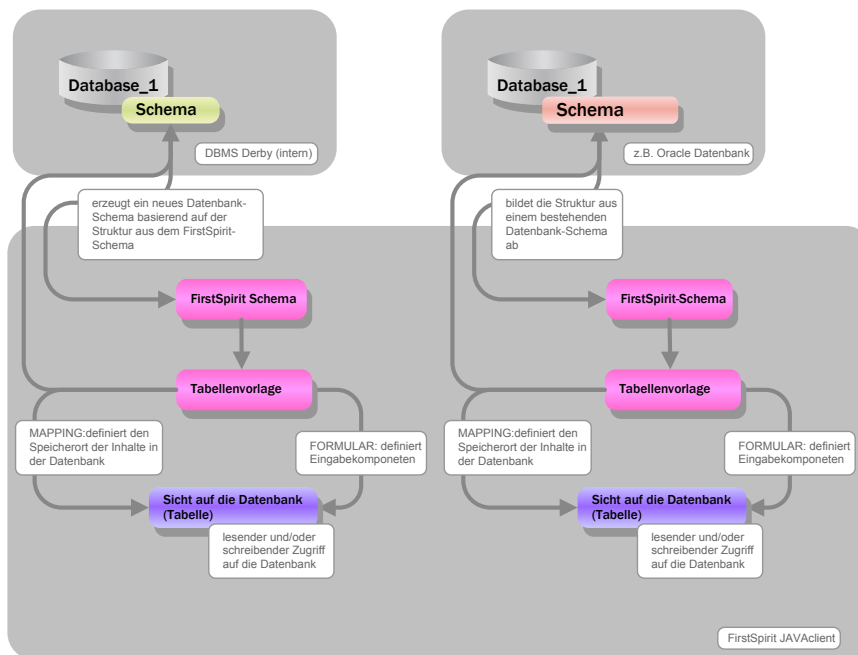 Database_1
Schema
DBMS Derby (intern)
erzeugt ein neues Datenbank-
Schema basierend auf der
Struktur aus dem FirstSpirit-
Schema
FirstSpirit Schema
Tabellenvorlage
MAPPING:definiert den
Speicherort der Inhalte in
der Datenbank
FORMULAR: definiert
Eingabekomponeten
Sicht auf die Datenbank
(Tabelle)
lesender und/oder
schreibender Zugriff
auf die Datenbank
Database_1
Schema
z.B. Oracle Datenbank
bildet die Struktur aus
einem bestehenden
Datenbank-Schema
ab
FirstSpirit-Schema
Tabellenvorlage
MAPPING:definiert den
Speicherort der Inhalte in
der Datenbank
FORMULAR: definiert
Eingabekomponeten
Sicht auf die Datenbank
(Tabelle)
lesender und/oder
schreibender Zugriff
auf die Datenbank
FirstSpirit JAVAclient